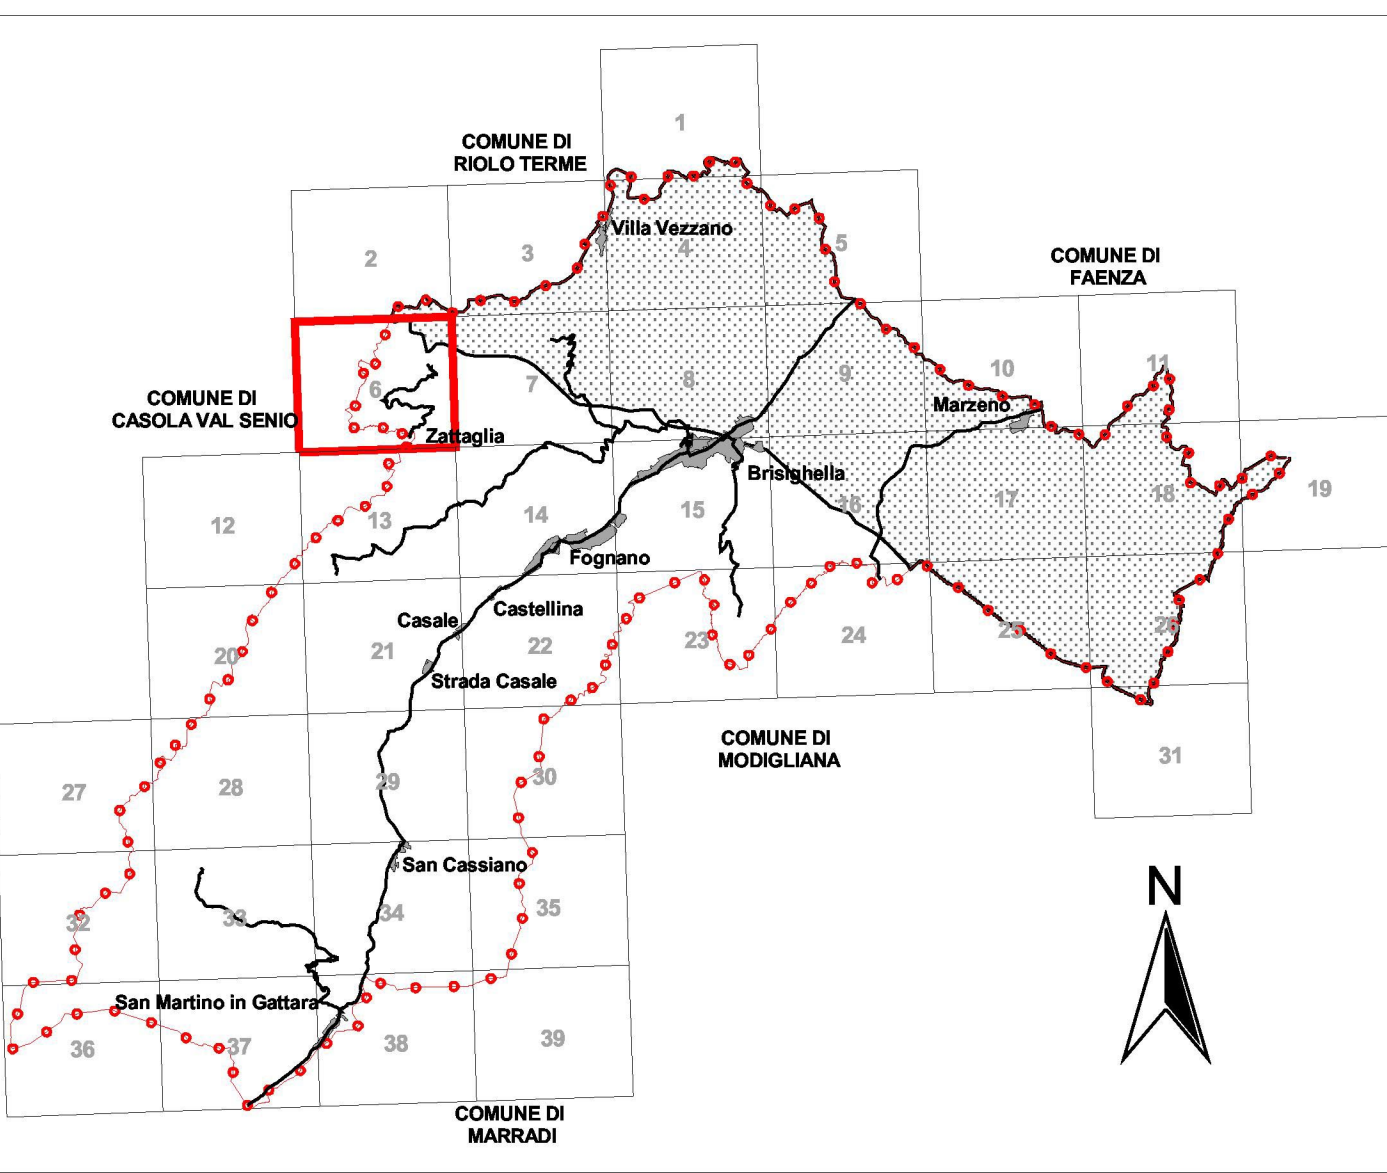 1
COMUNE DI
RIOLO TERME
Villa Vezzano
2
3
4
5
COMUNE DI
FAENZA
COMUNE DI
CASOLA VAL SENIO
6
7
8
9
10
11
Marzeno
Zattaglia
Brisighella
12
13
14
15
16
17
18
19
Fognano
Castellina
Casale
20
21
22
23
24
25
26
Strada Casale
COMUNE DI
MODIGLIANA
27
28
29
30
31
San Cassiano
32
33
34
35
N
San Martino in Gattara
36
37
38
39
COMUNE DI
MARRADI